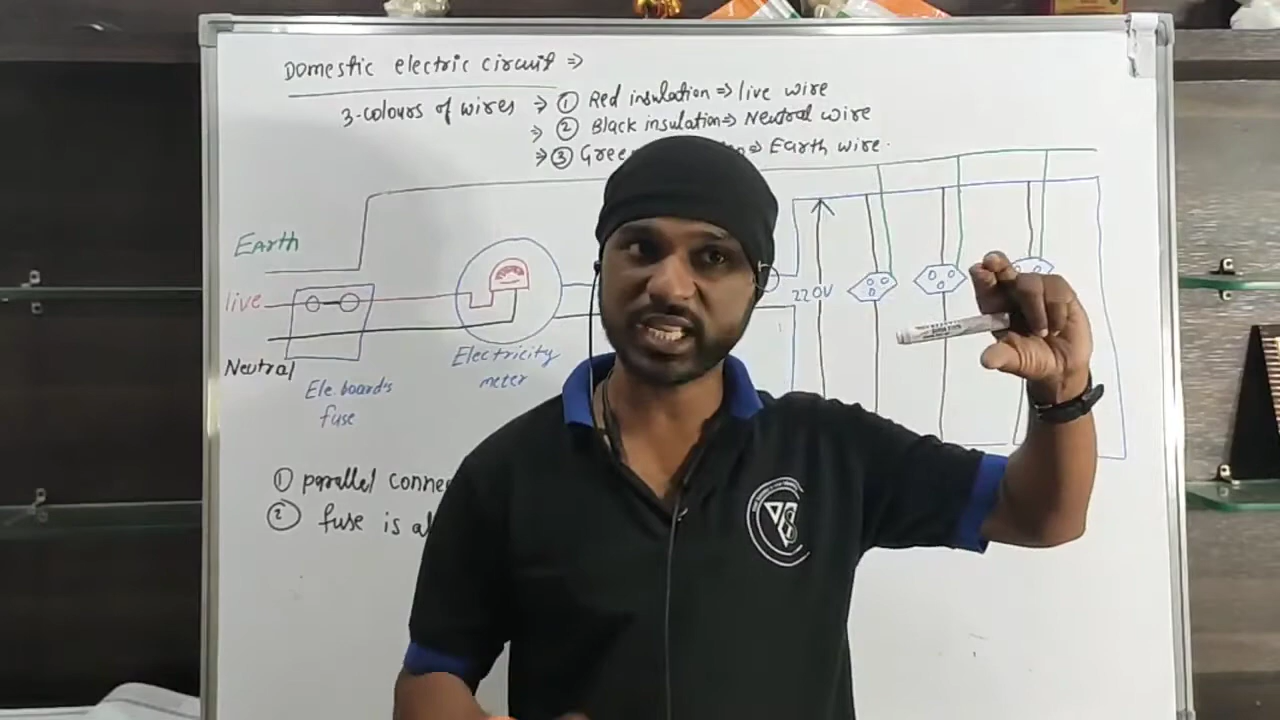 Domestic electric circuit ⇒
3-colours of wires ⇒ ① Red insulation ⇒ live wire
⇒ ② Black insulation ⇒ Neutral wire
⇒ ③ Gree ⇒ Earth wire.
Earth
live
Neutral
Ele. board's
fuse
Electricity
meter
220V
① parallel conne
② fuse is al